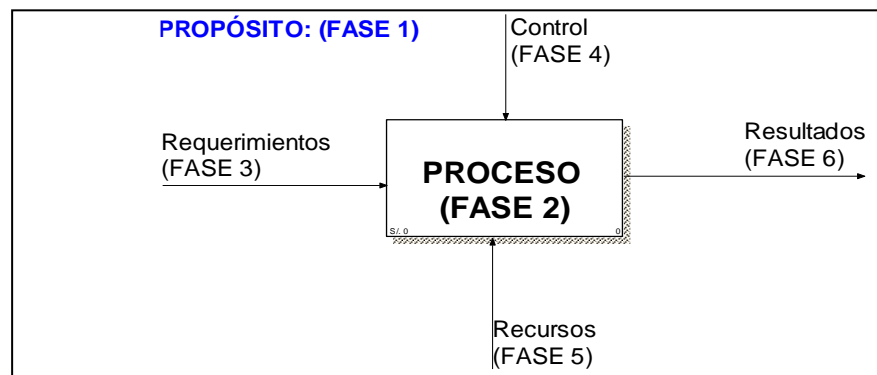 PROPÓSITO: (FASE 1)
Control
(FASE 4)
Requerimientos
(FASE 3)
PROCESO
(FASE 2)
S/. 0
0
Resultados
(FASE 6)
Recursos
(FASE 5)